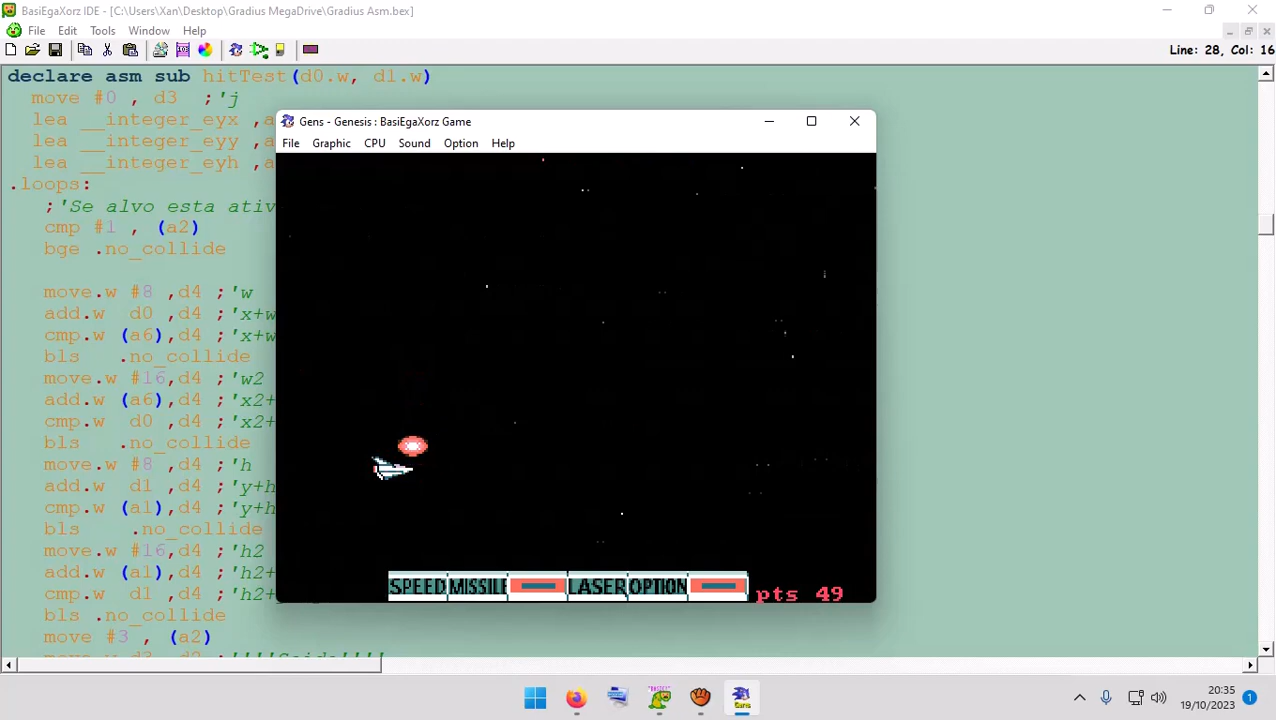 BasiEgaXorz IDE - [C:\Users\Xan\Desktop\Gradius MegaDrive\Gradius Asm.bex]
File Edit Tools Window Help
Line: 28, Col: 16
declare asm sub hitTest(d0.w, d1.w)
move #0 , d3 ;'j
lea __integer_eyx ,a
lea __integer_eyy ,a
lea __integer_eyh ,a
.loops:
;'Se alvo esta ativ
cmp #1 , (a2)
bge .no_collide
move.w #8 ,d4 ;'w
add.w d0 ,d4 ;'x+w
cmp.w (a6),d4 ;'x+w
bls .no_collide
move.w #16,d4 ;'w2
add.w (a6),d4 ;'x2+
cmp.w d0 ,d4 ;'x2+
bls .no_collide
move.w #8 ,d4 ;'h
add.w d1 ,d4 ;'y+h
cmp.w (a1),d4 ;'y+h
bls .no_collide
move.w #16,d4 ;'h2
add.w (a1),d4 ;'h2+
cmp.w d1 ,d4 ;'h2+
bls .no_collide
move #3 , (a2)
Gens - Genesis : BasiEgaXorz Game
File Graphic CPU Sound Option Help
SPEED MISSILE LASER OPTION
pts 49
20:35
19/10/2023
1